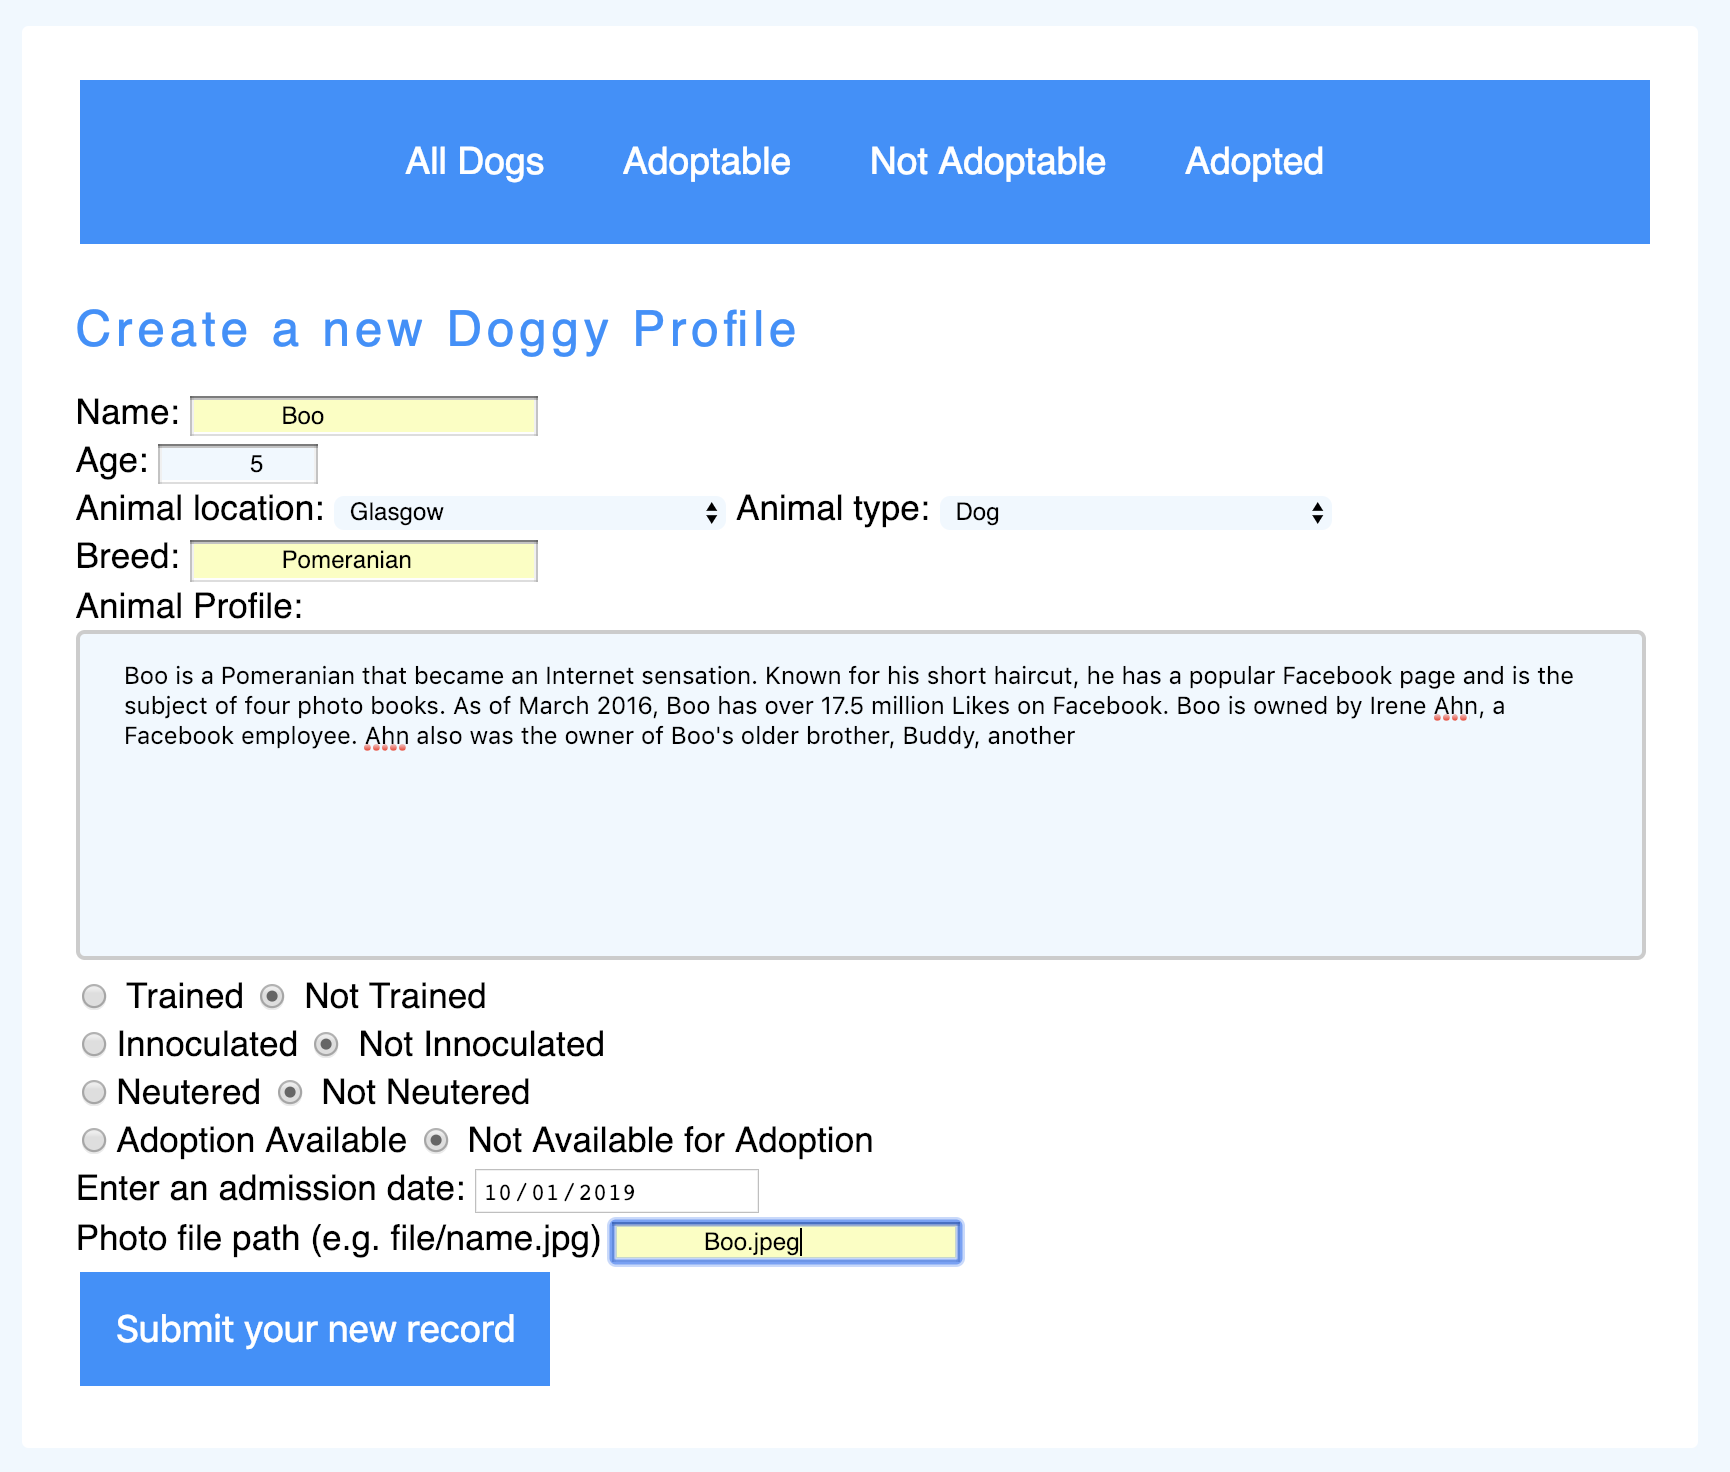 All Dogs Adoptable Not Adoptable Adopted
Create a new Doggy Profile
Name: Boo
Age: 5
Animal location: Glasgow Animal type: Dog
Breed: Pomeranian
Animal Profile:
Boo is a Pomeranian that became an Internet sensation. Known for his short haircut, he has a popular Facebook page and is the
subject of four photo books. As of March 2016, Boo has over 17.5 million Likes on Facebook. Boo is owned by Irene Ahn, a
Facebook employee. Ahn also was the owner of Boo's older brother, Buddy, another
Trained Not Trained
Innoculated Not Innoculated
Neutered Not Neutered
Adoption Available Not Available for Adoption
Enter an admission date: 10/01/2019
Photo file path (e.g. file/name.jpg) Boo.jpeg
Submit your new record